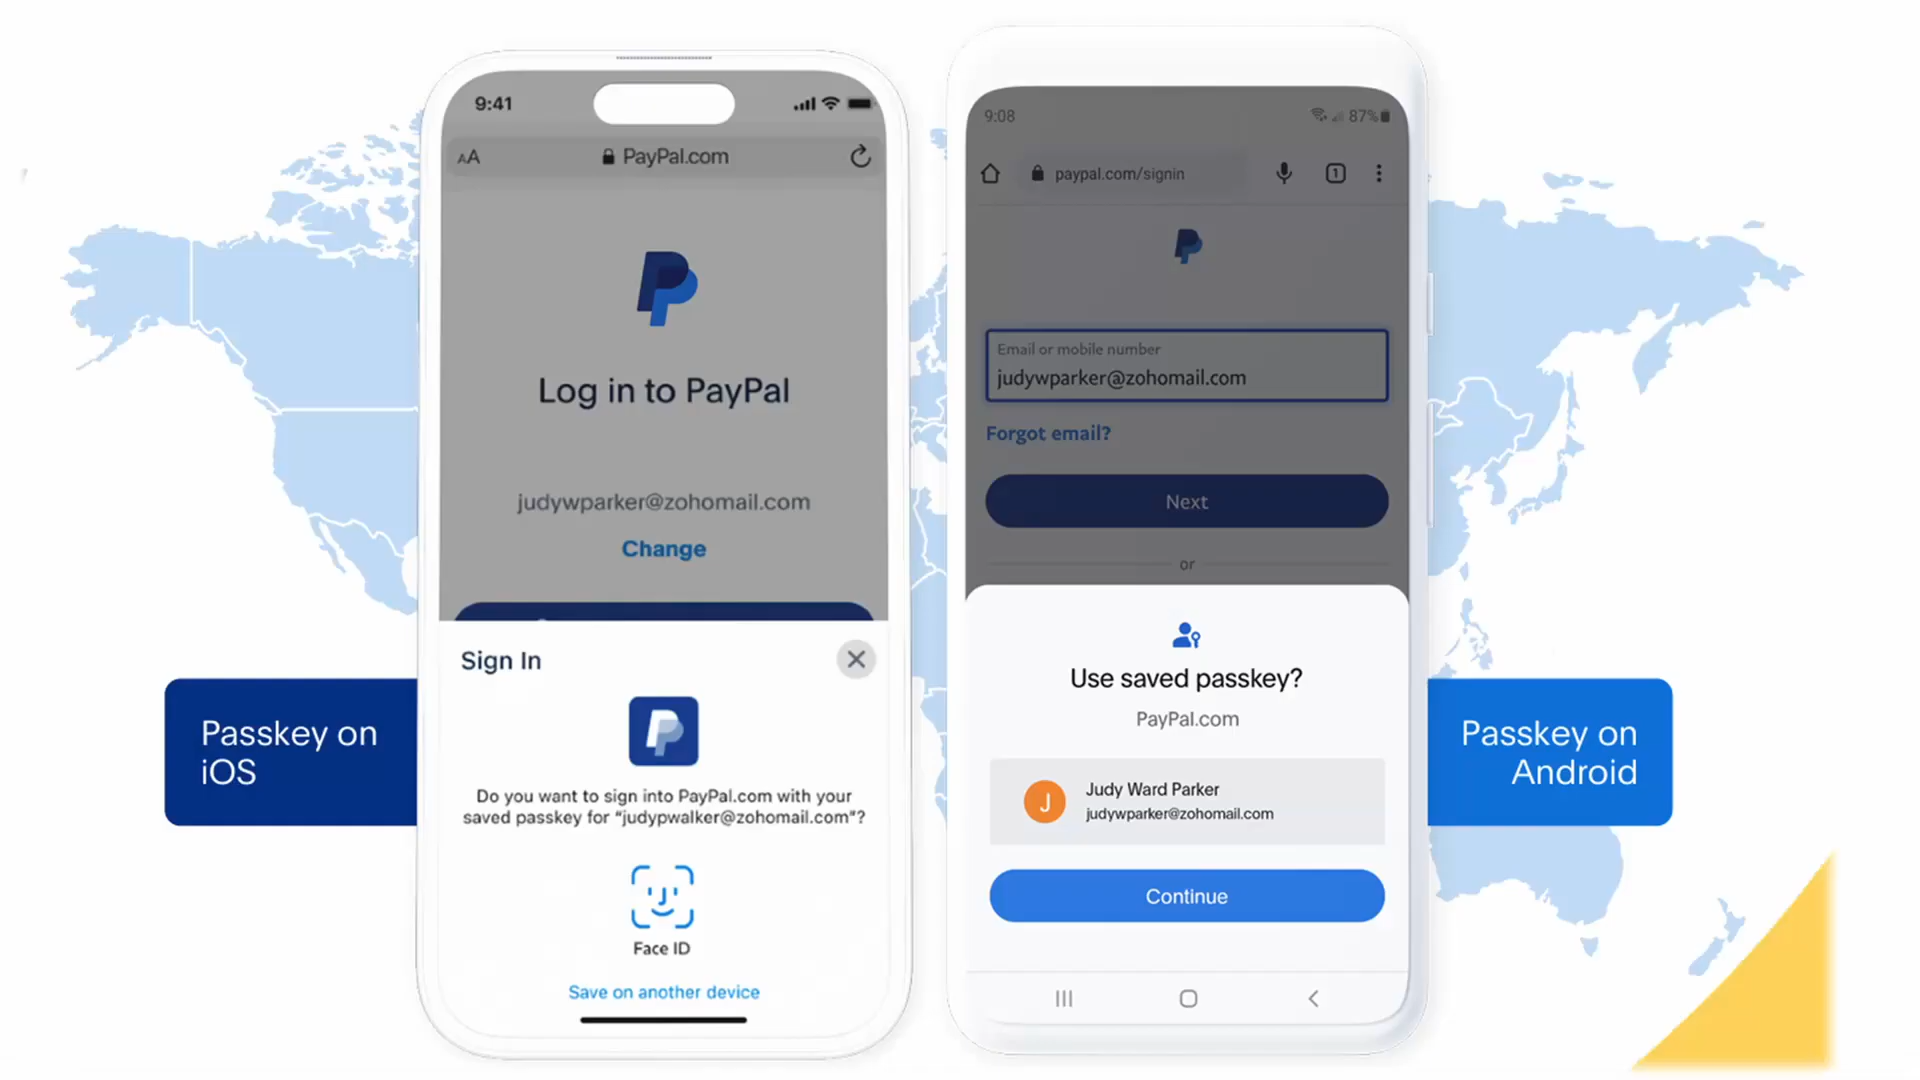 9:41
AA
PayPal.com
Log in to PayPal
judywparker@zohomail.com
Change
Sign In
Do you want to sign into PayPal.com with your
saved passkey for “judypwalker@zohomail.com”?
Face ID
Save on another device
Passkey on
iOS
9:08
87%
paypal.com/signin
1
Email or mobile number
judywparker@zohomail.com
Forgot email?
Next
or
Use saved passkey?
PayPal.com
J
Judy Ward Parker
judywparker@zohomail.com
Continue
Passkey on
Android